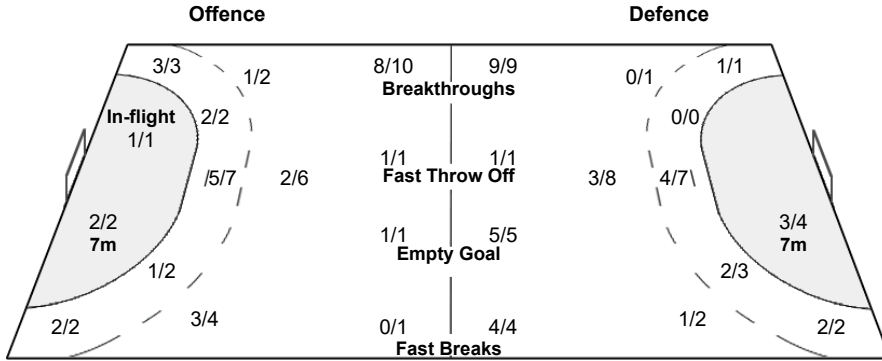 Offence Defence
3/3 1/2 8/10 9/9 0/1 1/1
Breakthroughs
In-flight 2/2 0/0
1/1
1/1 1/1
5/7 2/6 Fast Throw Off 3/8 4/7
2/2 3/4
7m 7m
1/1 5/5
Empty Goal
1/2 2/3
2/2 3/4 0/1 4/4 1/2 2/2
Fast Breaks